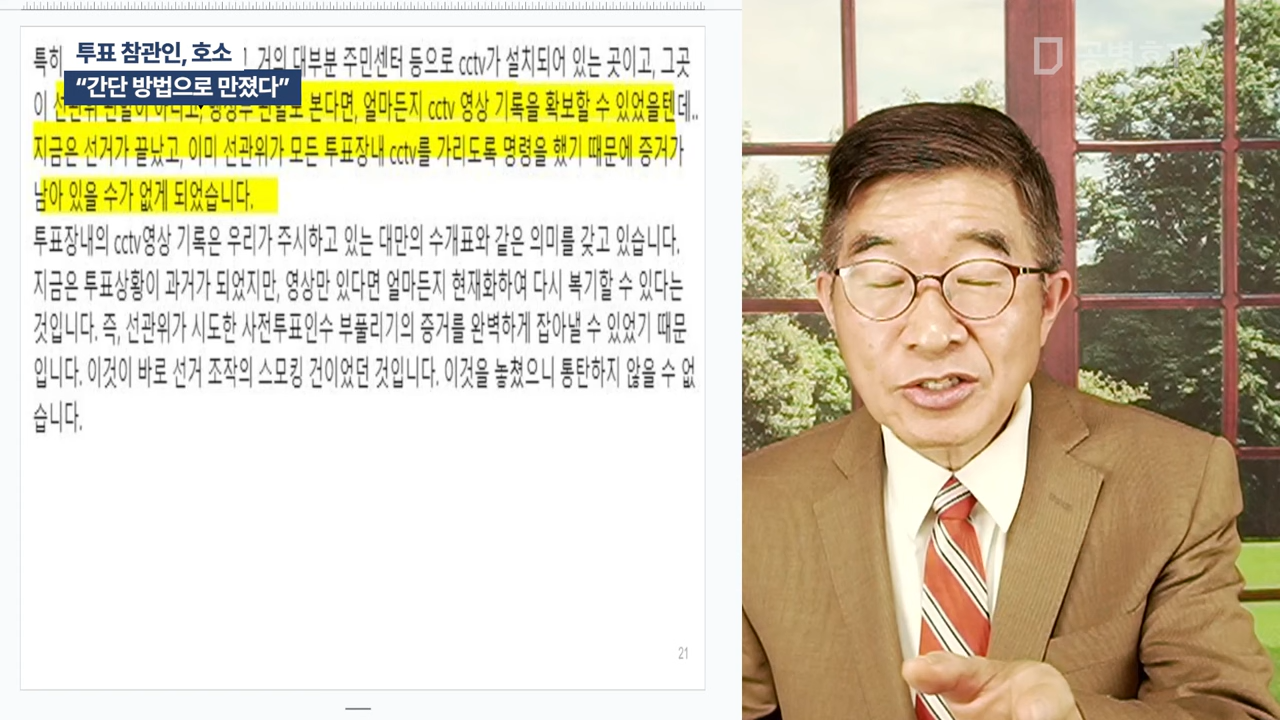 투표 참관인, 호소
“간단 방법으로 만졌다”
특히 거의 대부분 주민센터 등으로 cctv가 설치되어 있는 곳이고, 그곳
이 본다면, 얼마든지 cctv 영상 기록을 확보할 수 있었을텐데..
지금은 선거가 끝났고, 이미 선관위가 모든 투표장내 cctv를 가리도록 명령을 했기 때문에 증거가
남아 있을 수가 없게 되었습니다.
투표장내의 cctv영상 기록은 우리가 주시하고 있는 대만의 수개표와 같은 의미를 갖고 있습니다.
지금은 투표상황이 과거가 되었지만, 영상만 있다면 얼마든지 현재화하여 다시 복기할 수 있다는
것입니다. 즉, 선관위가 시도한 사전투표인수 부풀리기의 증거를 완벽하게 잡아낼 수 있었기 때문
입니다. 이것이 바로 선거 조작의 스모킹 건이었던 것입니다. 이것을 놓쳤으니 통탄하지 않을 수 없
습니다.
21
공병호TV